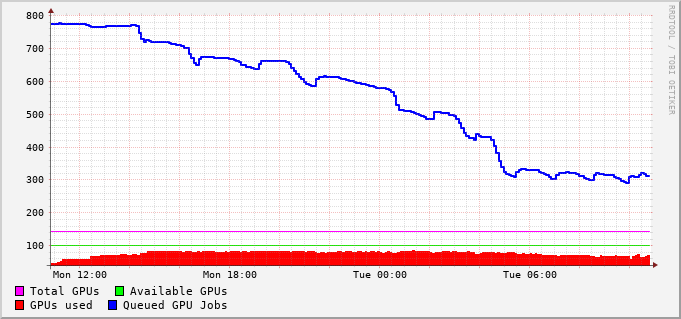 800
700
600
500
400
300
200
100
Mon 12:00 Mon 18:00 Tue 00:00 Tue 06:00
Total GPUs Available GPUs
GPUs used Queued GPU Jobs
RRDTOOL / TOBI OETIKER